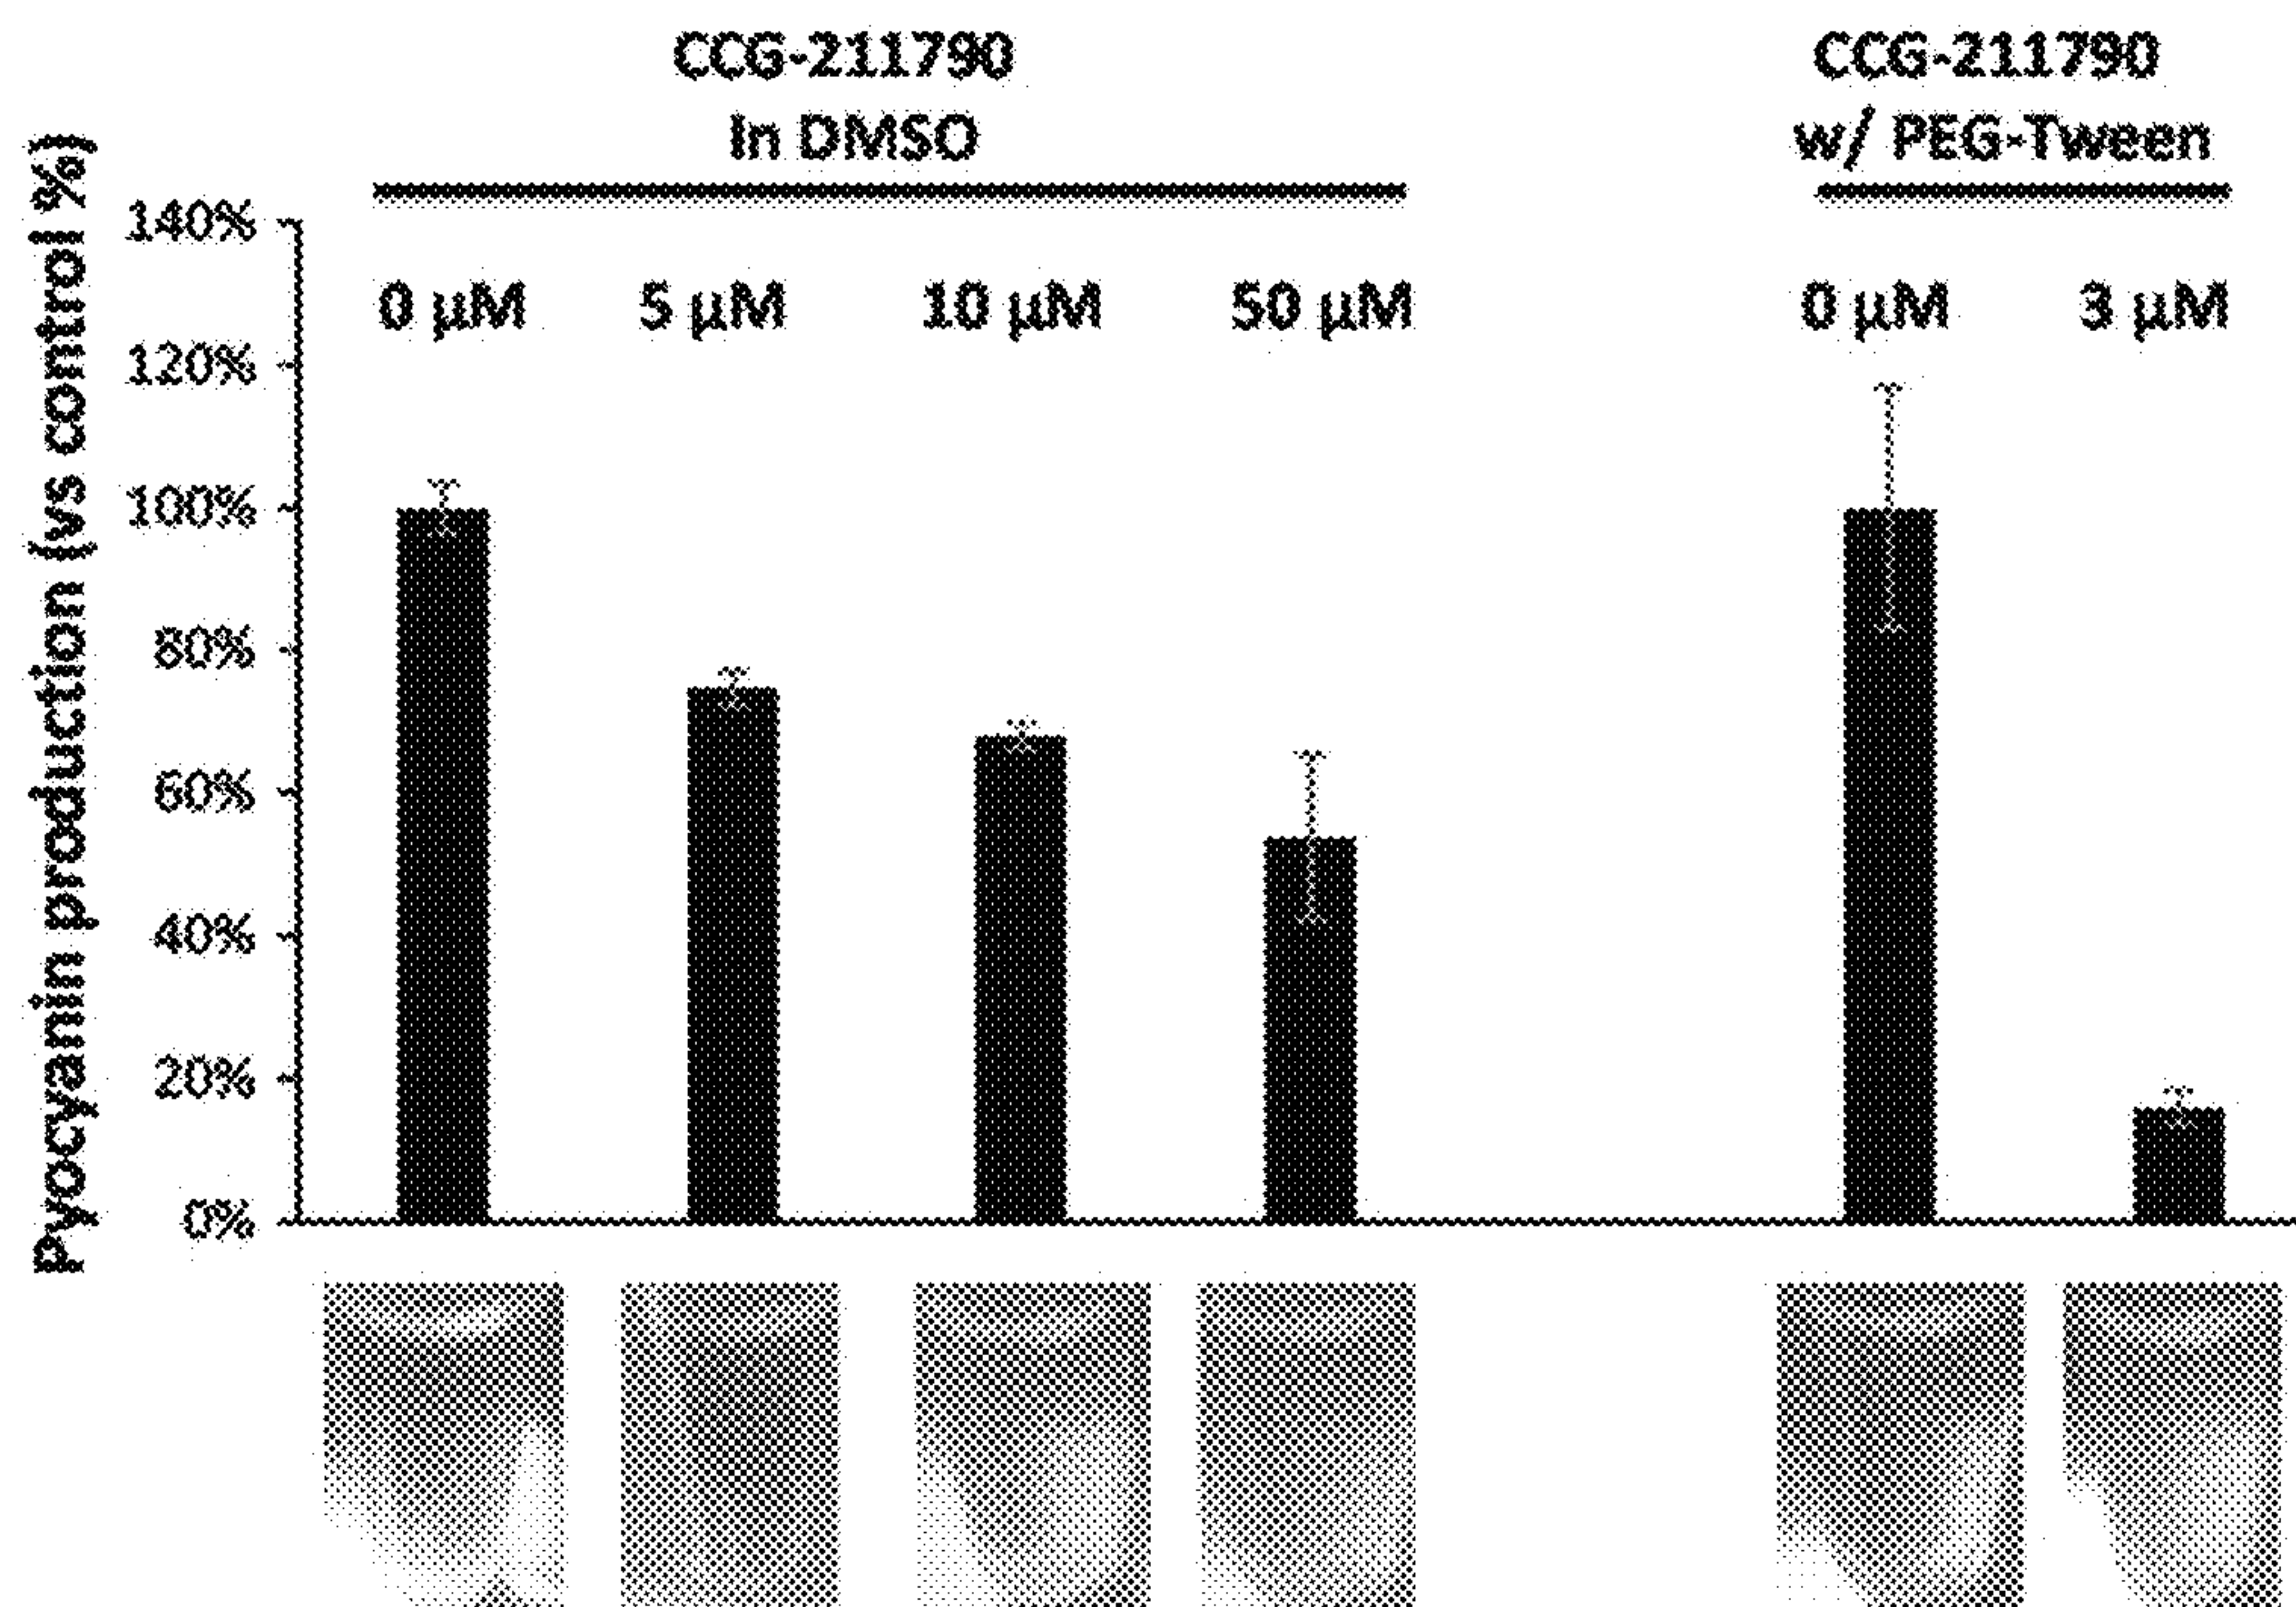 CCG-211790
In DMSO
CCG-211790
w/ PEG-Tween
Pyocyanin production (vs control %)
140%
120%
100%
80%
60%
40%
20%
0%
0 µM
5 µM
10 µM
50 µM
0 µM
3 µM